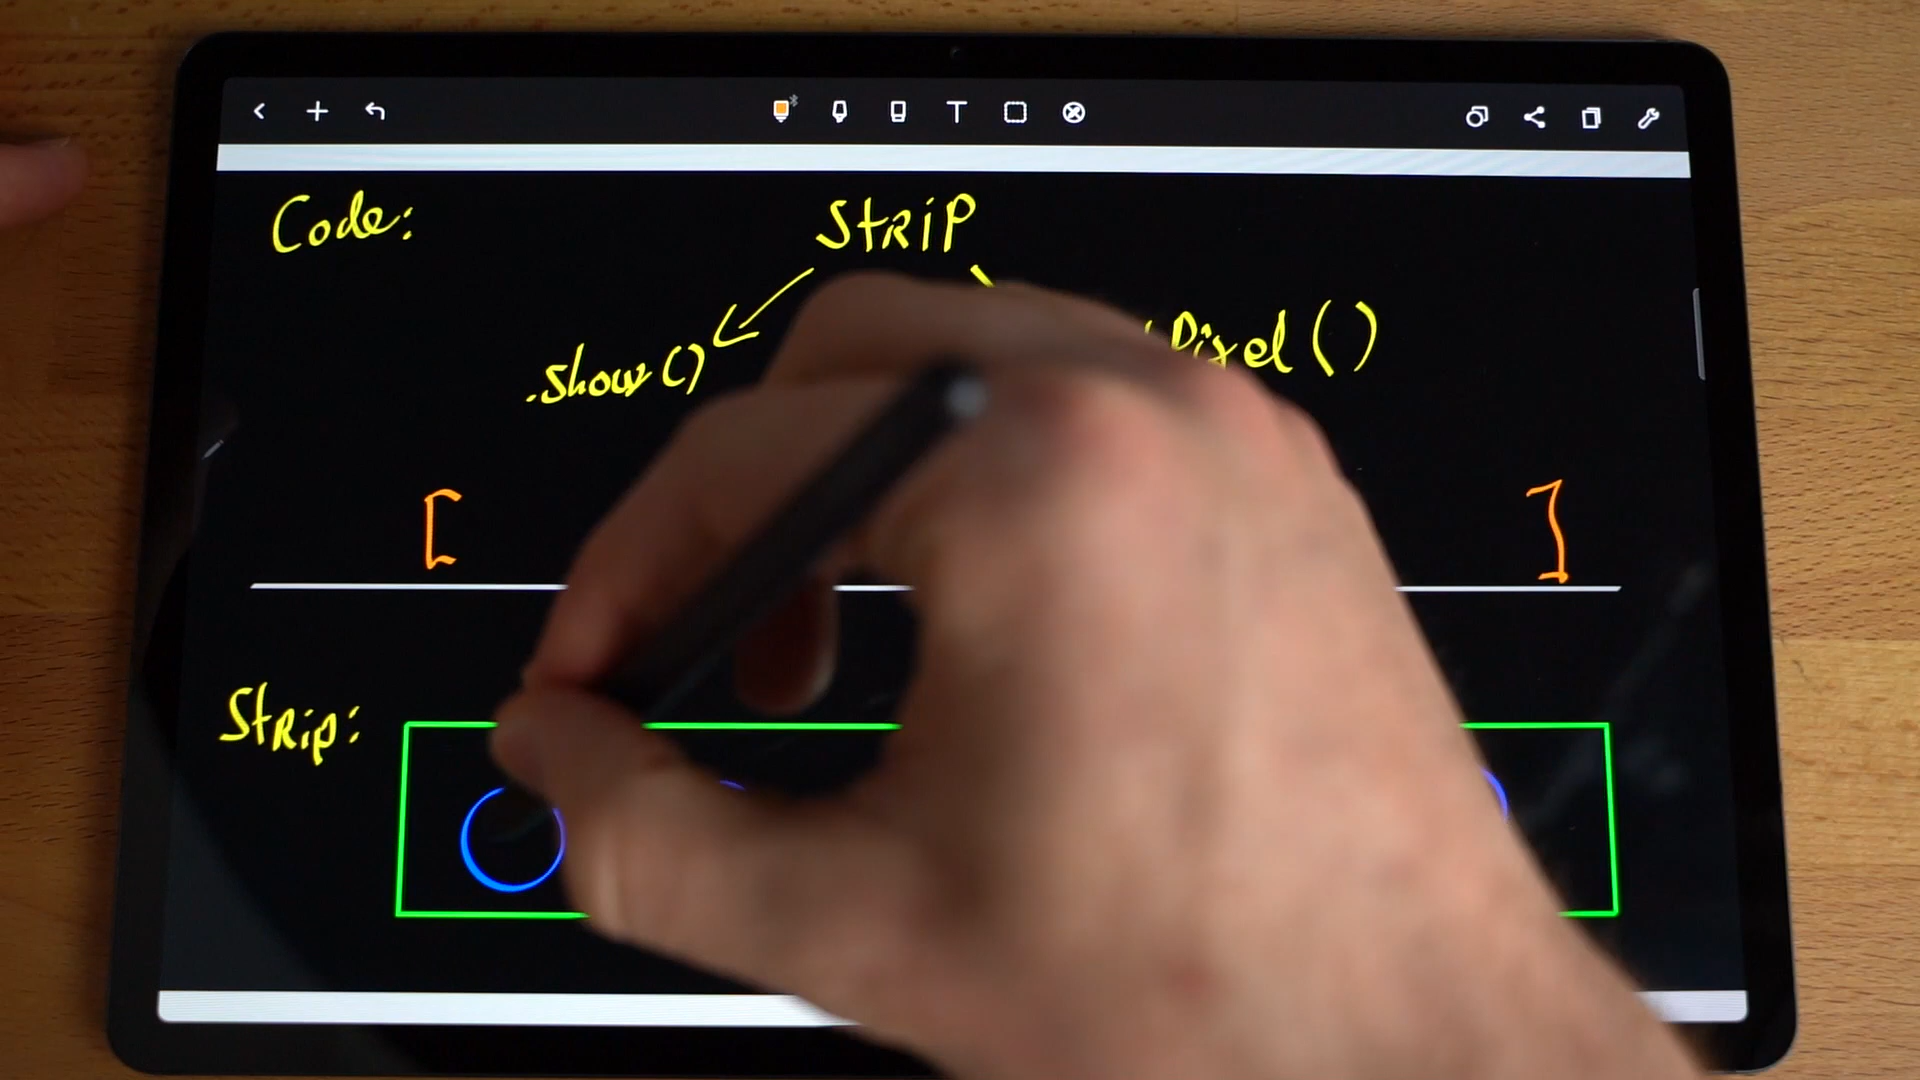 Code:
STRIP
.show()
Pixel()
[ ]
STRip: